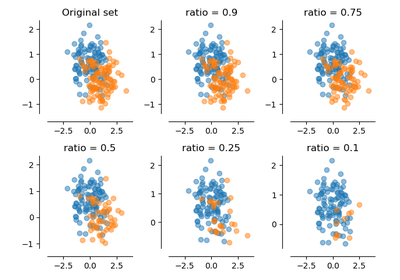 Original set
ratio = 0.9
ratio = 0.75
2
1
0
−1
−2.5 0.0 2.5
2
1
0
−1
−2.5 0.0 2.5
2
1
0
−1
−2.5 0.0 2.5
ratio = 0.5
ratio = 0.25
ratio = 0.1
2
1
0
−1
−2.5 0.0 2.5
2
1
0
−2.5 0.0 2.5
2
1
0
−2.5 0.0 2.5